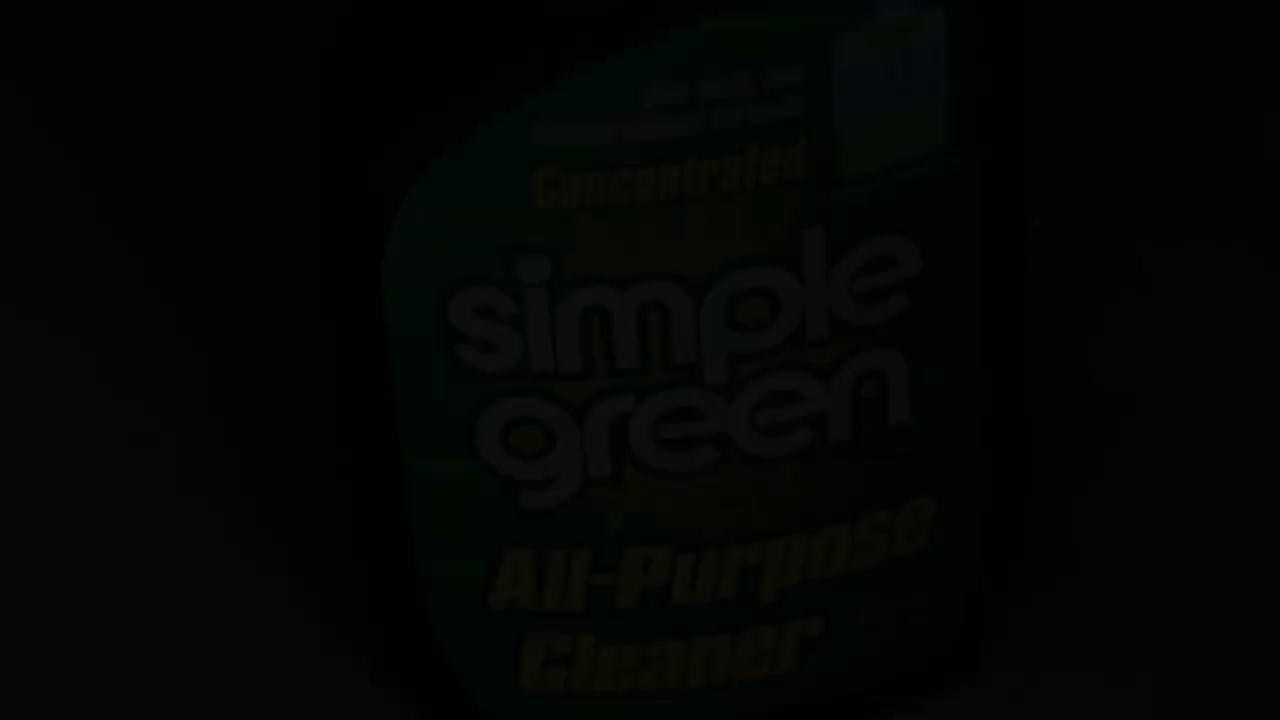 Concentrated
simple
green
All-Purpose
Cleaner